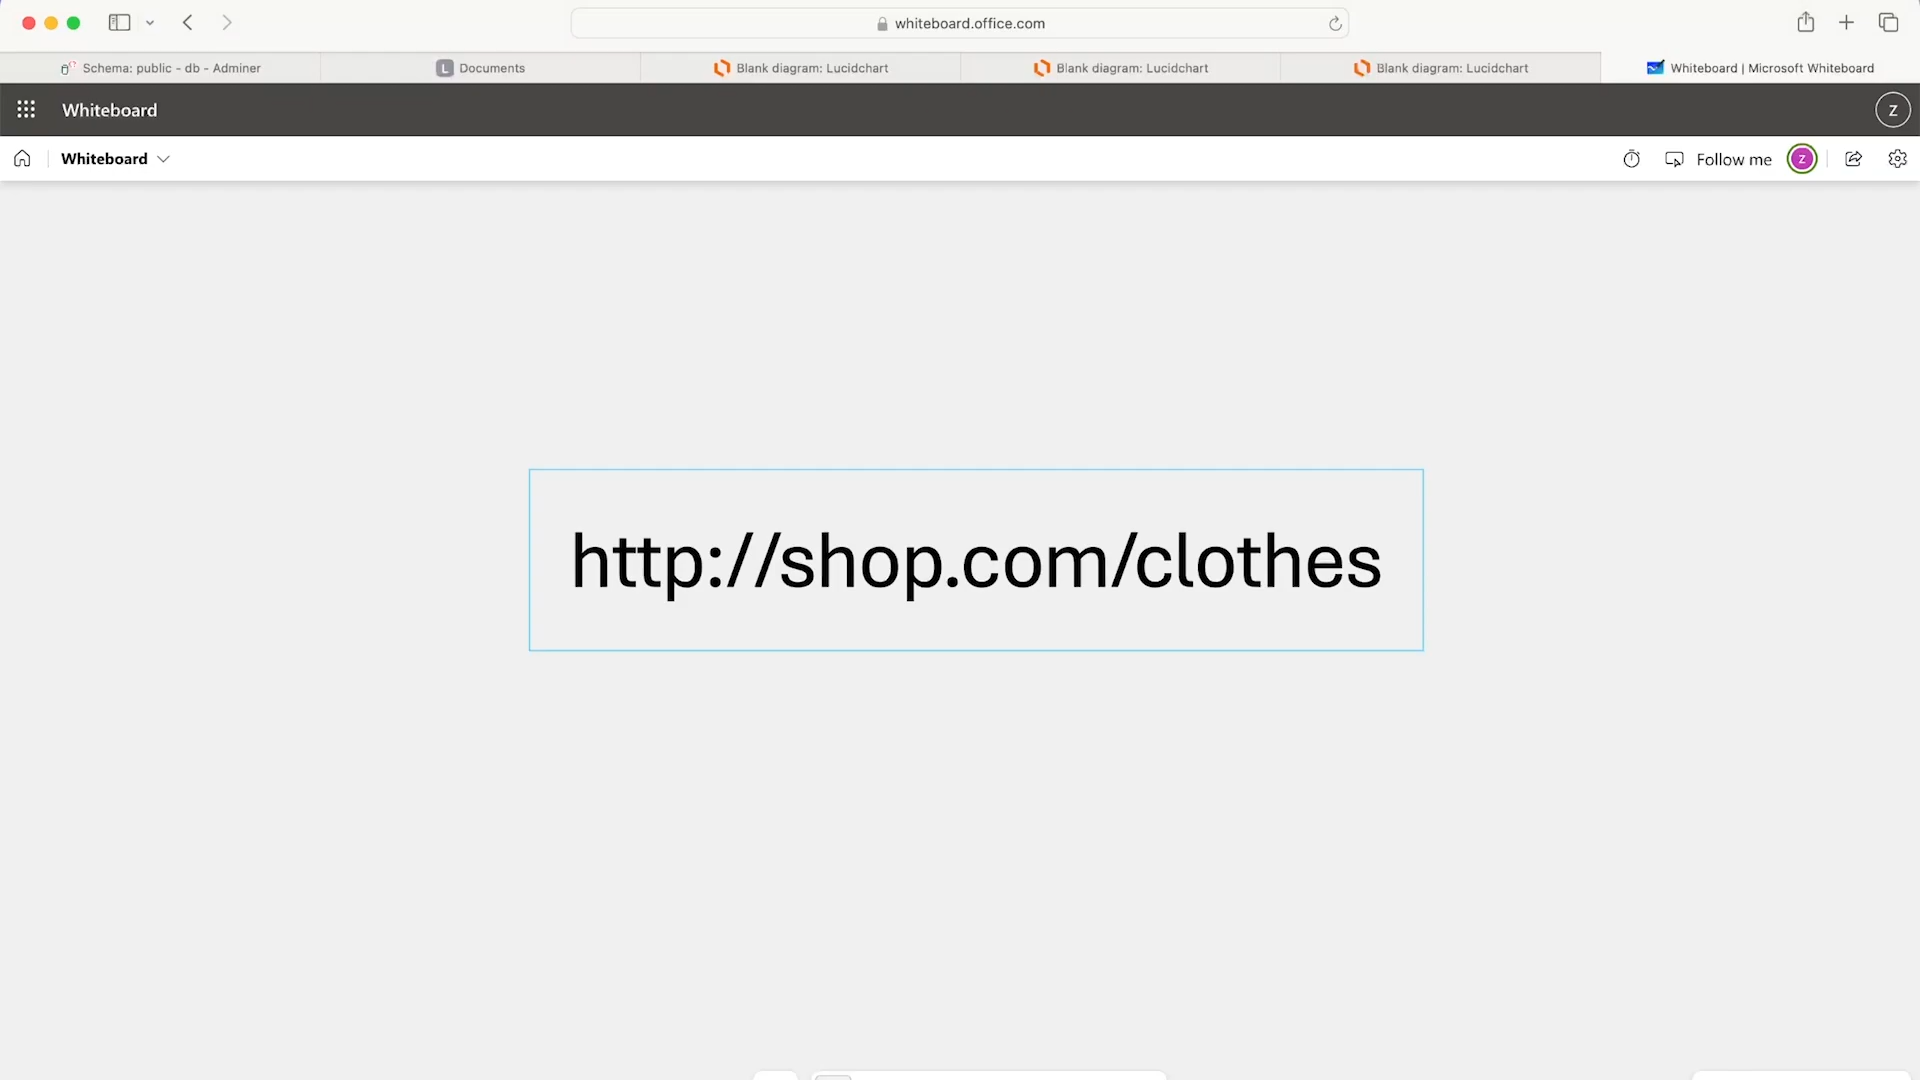 whiteboard.office.com
Schema: public - db - Adminer
L Documents
Blank diagram: Lucidchart
Blank diagram: Lucidchart
Blank diagram: Lucidchart
Whiteboard | Microsoft Whiteboard
Whiteboard
Z
Whiteboard
Follow me
Z
http://shop.com/clothes